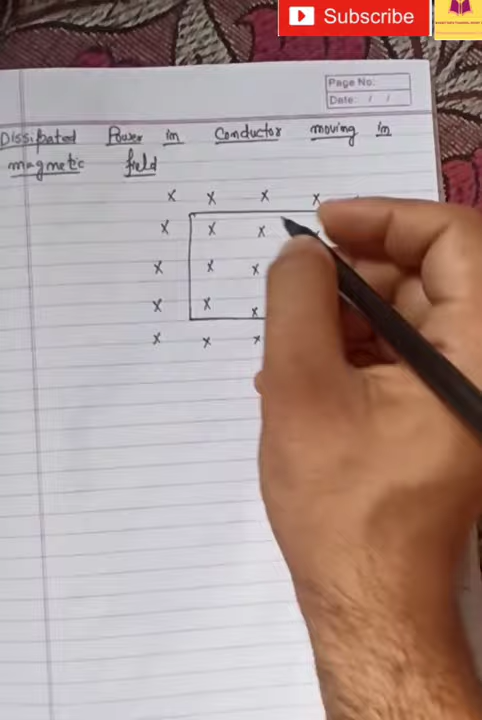 Subscribe
Page No:
Date: / /
Dissipated Power in Conductor moving in
magnetic field
x x x x
x x x
x x x
x x x
x x x